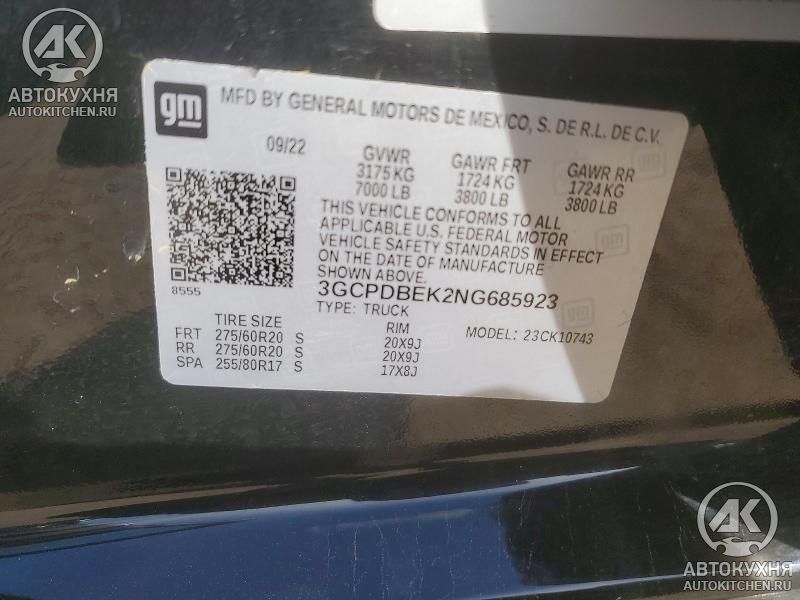 AK
АВТОКУХНЯ
AUTOKITCHEN.RU
gm
MFD BY GENERAL MOTORS DE MEXICO, S. DE R.L. DE C.V.
09/22
GVWR GAWR FRT GAWR RR
3175 KG 1724 KG 1724 KG
7000 LB 3800 LB 3800 LB
THIS VEHICLE CONFORMS TO ALL
APPLICABLE U.S. FEDERAL MOTOR
VEHICLE SAFETY STANDARDS IN EFFECT
ON THE DATE OF MANUFACTURE
SHOWN ABOVE.
8555
3GCPDBEK2NG685923
TYPE: TRUCK
MODEL: 23CK10743
TIRE SIZE RIM
FRT 275/60R20 S 20X9J
RR 275/60R20 S 20X9J
SPA 255/80R17 S 17X8J
AK
АВТОКУХНЯ
AUTOKITCHEN.RU